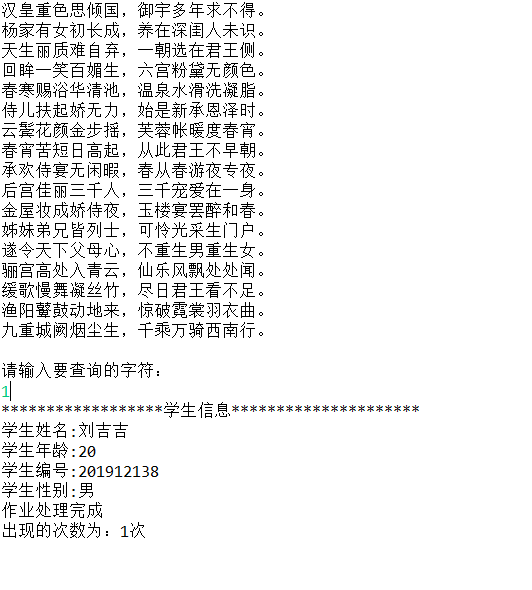 汉皇重色思倾国，御宇多年求不得。
杨家有女初长成，养在深闺人未识。
天生丽质难自弃，一朝选在君王侧。
回眸一笑百媚生，六宫粉黛无颜色。
春寒赐浴华清池，温泉水滑洗凝脂。
侍儿扶起娇无力，始是新承恩泽时。
云鬓花颜金步摇，芙蓉帐暖度春宵。
春宵苦短日高起，从此君王不早朝。
承欢侍宴无闲暇，春从春游夜专夜。
后宫佳丽三千人，三千宠爱在一身。
金屋妆成娇侍夜，玉楼宴罢醉和春。
姊妹弟兄皆列士，可怜光采生门户。
遂令天下父母心，不重生男重生女。
骊宫高处入青云，仙乐风飘处处闻。
缓歌慢舞凝丝竹，尽日君王看不足。
渔阳鼙鼓动地来，惊破霓裳羽衣曲。
九重城阙烟尘生，千乘万骑西南行。
请输入要查询的字符：
1
******************学生信息*********************
学生姓名:刘吉吉
学生年龄:20
学生编号:201912138
学生性别:男
作业处理完成
出现的次数为：1次